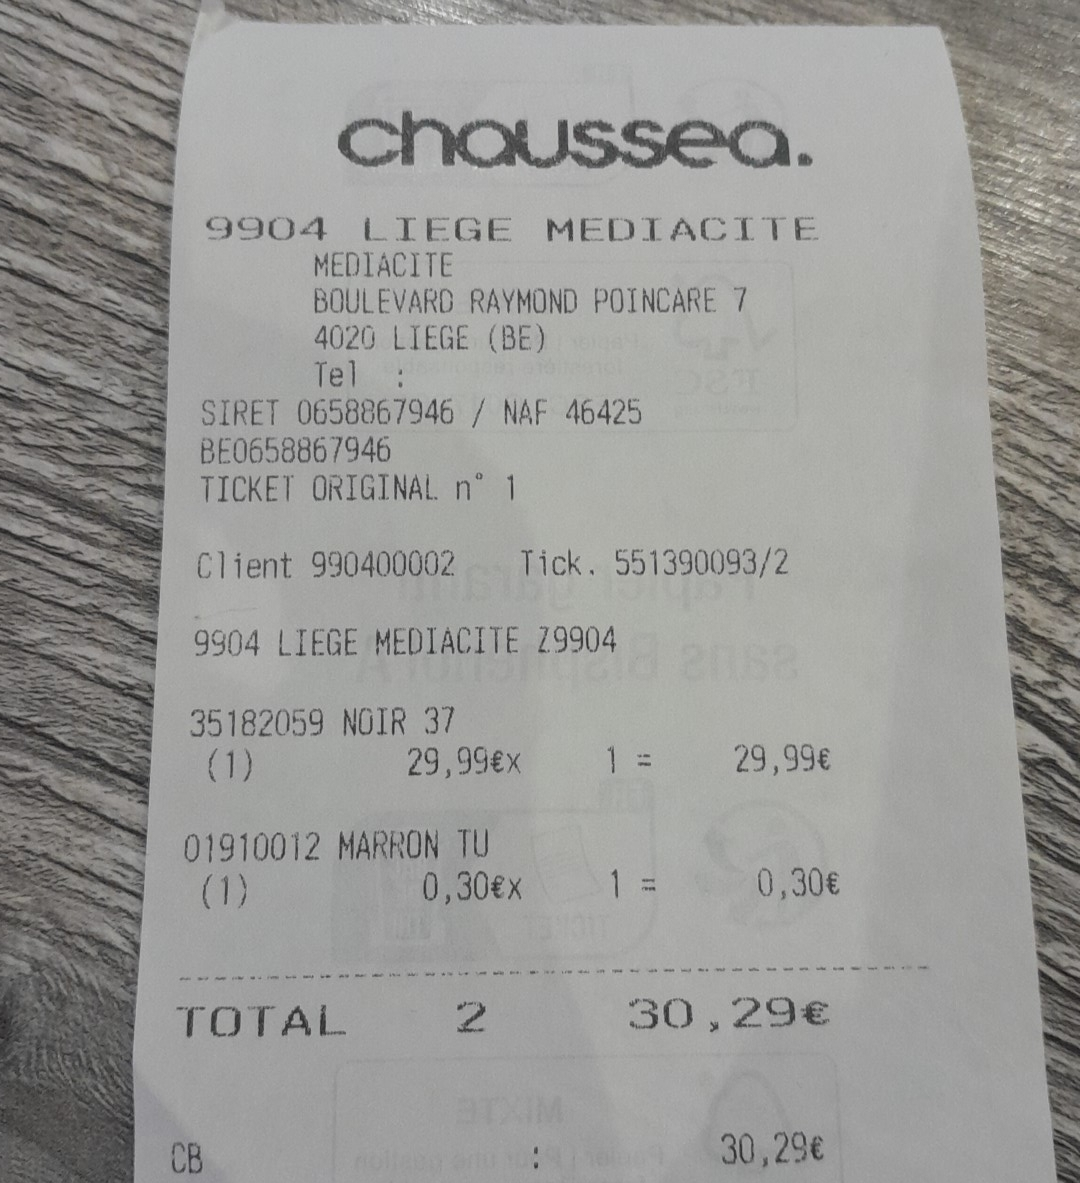 chaussea.
9904 LIEGE MEDIACITE
MEDIACITE
BOULEVARD RAYMOND POINCARE 7
4020 LIEGE (BE)
Tel :
SIRET 0658867946 / NAF 46425
BE0658867946
TICKET ORIGINAL n° 1
Client 990400002 Tick. 551390093/2
9904 LIEGE MEDIACITE Z9904
35182059 NOIR 37
(1) 29,99€x 1 = 29,99€
01910012 MARRON TU
(1) 0,30€x 1 = 0,30€
TOTAL 2 30,29€
CB : 30,29€